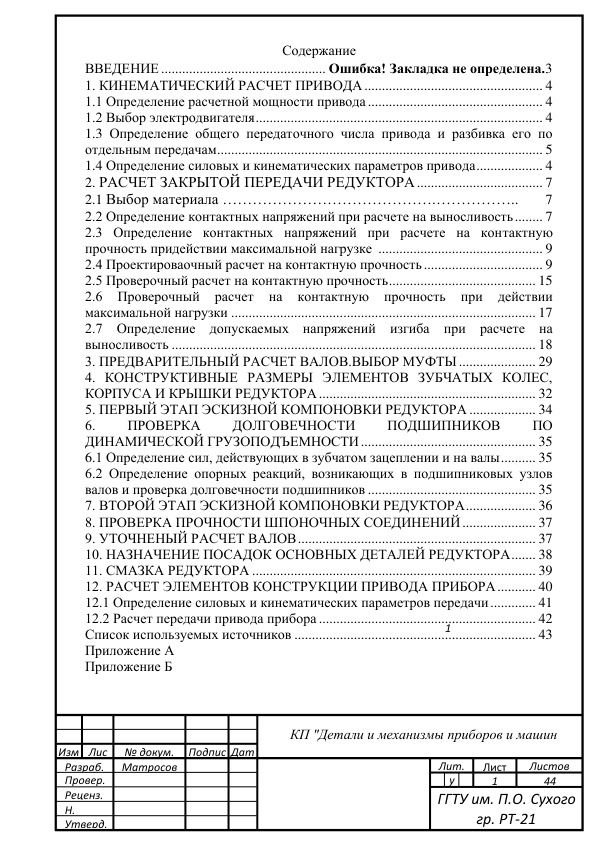 Содержание
ВВЕДЕНИЕ ............................................... Ошибка! Закладка не определена.3
1. КИНЕМАТИЧЕСКИЙ РАСЧЕТ ПРИВОДА ................................................... 4
1.1 Определение расчетной мощности привода .................................................. 4
1.2 Выбор электродвигателя.................................................................................. 4
1.3 Определение общего передаточного числа привода и разбивка его по
отдельным передачам............................................................................................ 5
1.4 Определение силовых и кинематических параметров привода................... 4
2. РАСЧЕТ ЗАКРЫТОЙ ПЕРЕДАЧИ РЕДУКТОРА .................................... 7
2.1 Выбор материала …………………………………….…………….. 7
2.2 Определение контактных напряжений при расчете на выносливость ........ 7
2.3 Определение контактных напряжений при расчете на контактную
прочность придействии максимальной нагрузке ............................................... 9
2.4 Проектироваочный расчет на контактную прочность .................................. 9
2.5 Проверочный расчет на контактную прочность.......................................... 15
2.6 Проверочный расчет на контактную прочность при действии
максимальной нагрузки ....................................................................................... 17
2.7 Определение допускаемых напряжений изгиба при расчете на
выносливость ........................................................................................................ 18
3. ПРЕДВАРИТЕЛЬНЫЙ РАСЧЕТ ВАЛОВ.ВЫБОР МУФТЫ ...................... 29
4. КОНСТРУКТИВНЫЕ РАЗМЕРЫ ЭЛЕМЕНТОВ ЗУБЧАТЫХ КОЛЕС,
КОРПУСА И КРЫШКИ РЕДУКТОРА .............................................................. 32
5. ПЕРВЫЙ ЭТАП ЭСКИЗНОЙ КОМПОНОВКИ РЕДУКТОРА ................... 34
6. ПРОВЕРКА ДОЛГОВЕЧНОСТИ ПОДШИПНИКОВ ПО
ДИНАМИЧЕСКОЙ ГРУЗОПОДЪЕМНОСТИ .................................................. 35
6.1 Определение сил, действующих в зубчатом зацеплении и на валы.......... 35
6.2 Определение опорных реакций, возникающих в подшипниковых узлов
валов и проверка долговечности подшипников ................................................ 35
7. ВТОРОЙ ЭТАП ЭСКИЗНОЙ КОМПОНОВКИ РЕДУКТОРА.................... 36
8. ПРОВЕРКА ПРОЧНОСТИ ШПОНОЧНЫХ СОЕДИНЕНИЙ ..................... 37
9. УТОЧНЕНЫЙ РАСЧЕТ ВАЛОВ.................................................................... 37
10. НАЗНАЧЕНИЕ ПОСАДОК ОСНОВНЫХ ДЕТАЛЕЙ РЕДУКТОРА....... 38
11. СМАЗКА РЕДУКТОРА ................................................................................. 39
12. РАСЧЕТ ЭЛЕМЕНТОВ КОНСТРУКЦИИ ПРИВОДА ПРИБОРА ........... 40
12.1 Определение силовых и кинематических параметров передачи ............. 41
12.2 Расчет передачи привода прибора .............................................................. 42
1
Список используемых источников ..................................................................... 43
Приложение А
Приложение Б
КП "Детали и механизмы приборов и машин
Изм Лис № докум. Подпис Дат
Разраб. Матросов Лит. Лист Листов
Провер. у 1 44
Реценз. ГГТУ им. П.О. Сухого
Н. гр. РТ-21
Утверд.